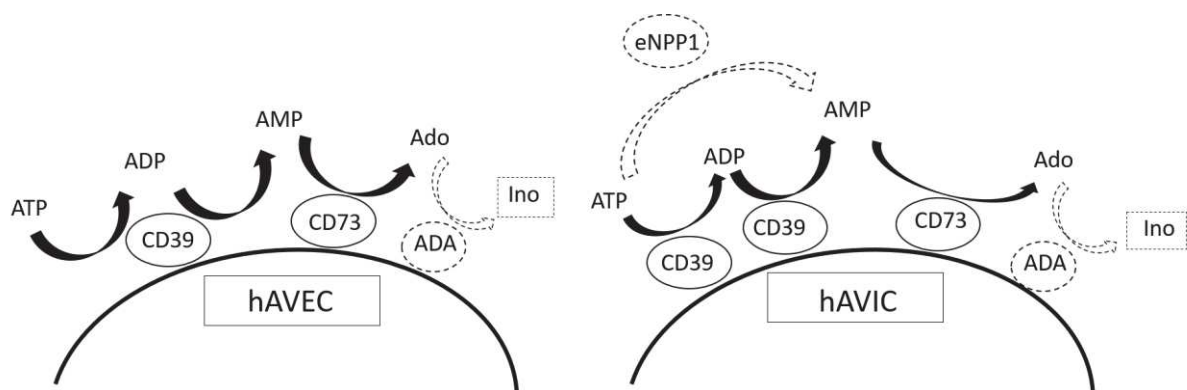 ATP
ADP
AMP
Ado
Ino
CD39
CD73
ADA
hAVEC
eNPP1
ATP
ADP
AMP
Ado
Ino
CD39
CD39
CD73
ADA
hAVIC